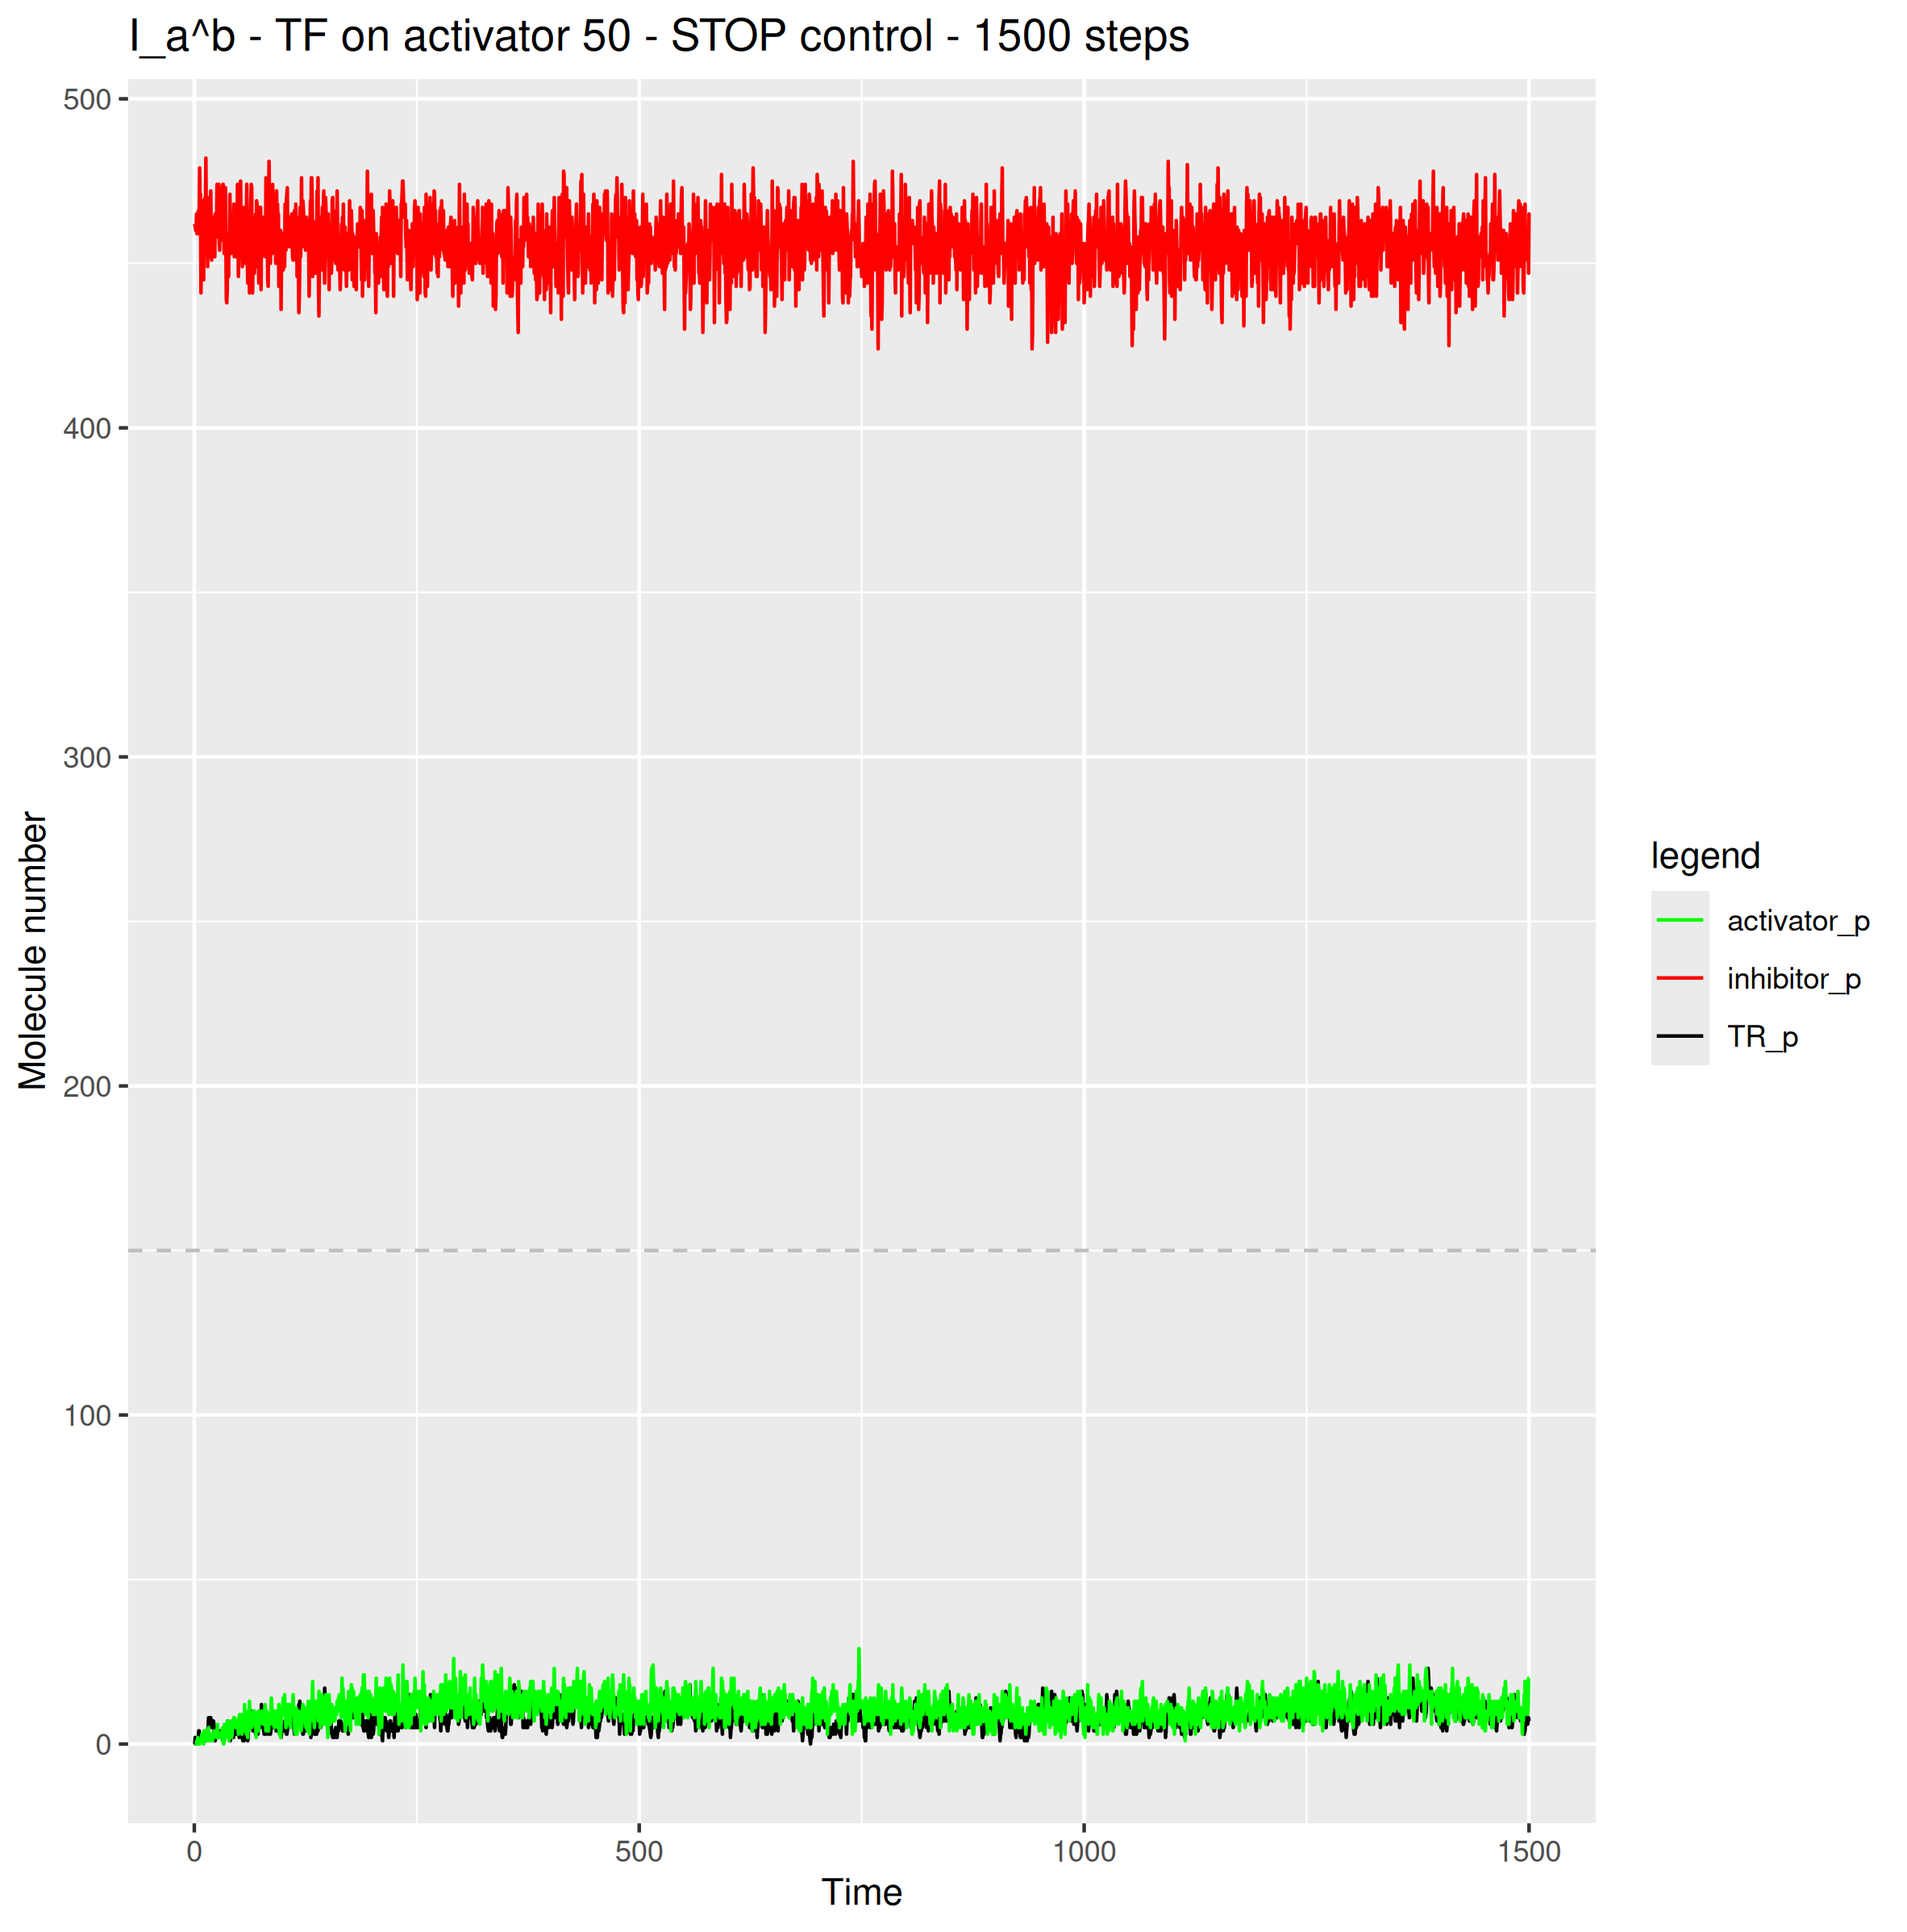 I_a^b - TF on activator 50 - STOP control - 1500 steps
500
400
300
200
100
0
Molecule number
0 500 1000 1500
Time
legend
activator_p
inhibitor_p
TR_p